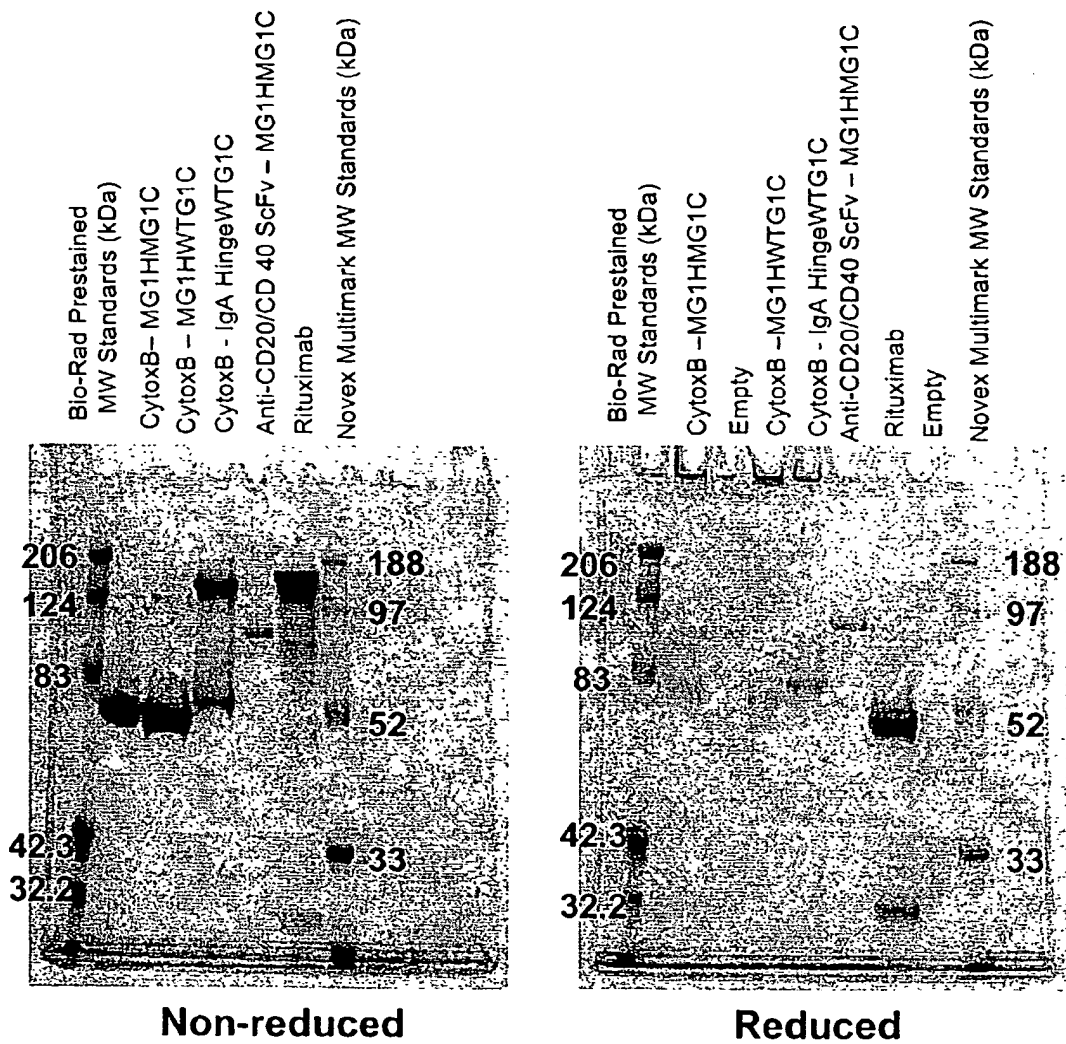 Bio-Rad Prestained
MW Standards (kDa)
CytoxB– MG1HMG1C
CytoxB – MG1HWTG1C
CytoxB - IgA HingeWTG1C
Anti-CD20/CD 40 ScFv – MG1HMG1C
Rituximab
Novex Multimark MW Standards (kDa)
206
124
83
42.3
32.2
188
97
52
33
Non-reduced
Bio-Rad Prestained
MW Standards (kDa)
CytoxB –MG1HMG1C
Empty
CytoxB –MG1HWTG1C
CytoxB - IgA HingeWTG1C
Anti-CD20/CD40 ScFv – MG1HMG1C
Rituximab
Empty
Novex Multimark MW Standards (kDa)
206
124
83
42.3
32.2
188
97
52
33
Reduced